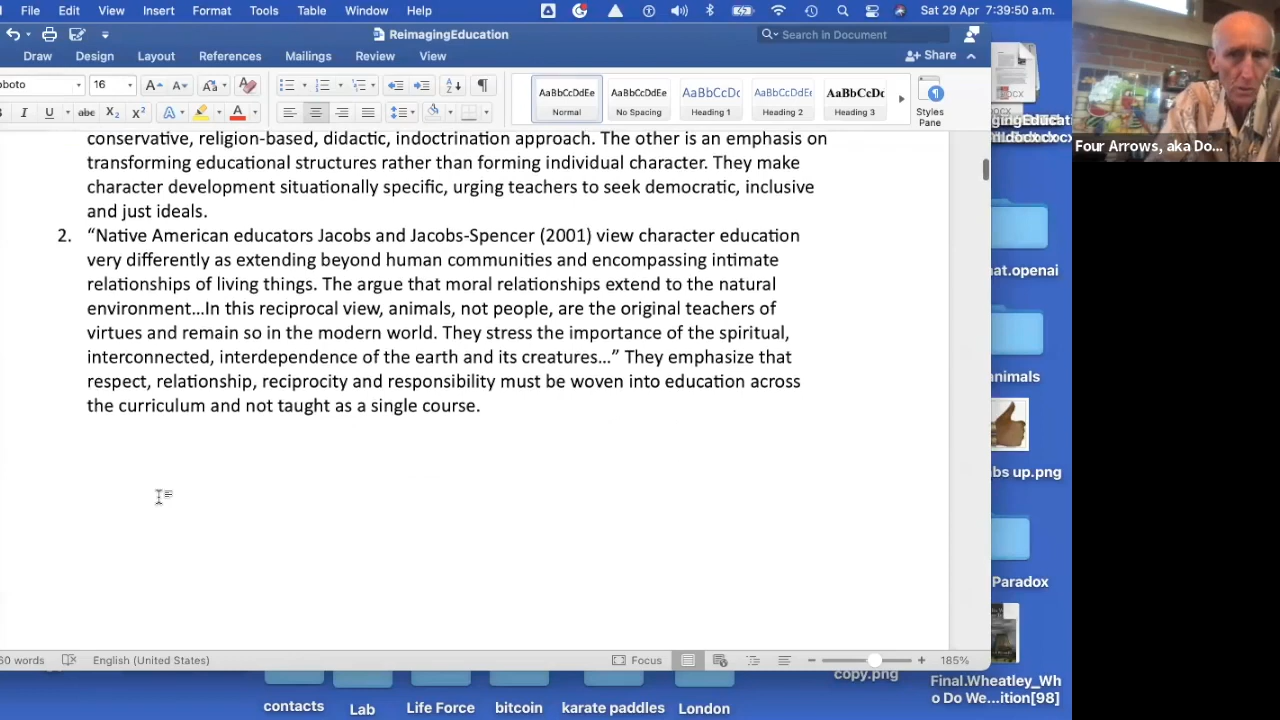 File Edit View Insert Format Tools Table Window Help Sat 29 Apr 7:39:50 a.m.
ReimagingEducation
Search in Document
Draw Design Layout References Mailings Review View
Share
oboto 16
AaBbCcDdEe AaBbCcDdEe AaBbCcDc AaBbCcDdEe AaBbCcDc
Normal No Spacing Heading 1 Heading 2 Heading 3 Styles
Pane
conservative, religion-based, didactic, indoctrination approach. The other is an emphasis on
transforming educational structures rather than forming individual character. They make
character development situationally specific, urging teachers to seek democratic, inclusive
and just ideals.
2. “Native American educators Jacobs and Jacobs-Spencer (2001) view character education
very differently as extending beyond human communities and encompassing intimate
relationships of living things. The argue that moral relationships extend to the natural
environment…In this reciprocal view, animals, not people, are the original teachers of
virtues and remain so in the modern world. They stress the importance of the spiritual,
interconnected, interdependence of the earth and its creatures…” They emphasize that
respect, relationship, reciprocity and responsibility must be woven into education across
the curriculum and not taught as a single course.
60 words English (United States) Focus 185%
Four Arrows, aka Do...
hat.openai
animals
bs up.png
Paradox
copy.png
Final.Wheatley_Wh
o Do We...ition[98]
contacts Lab Life Force bitcoin karate paddles London